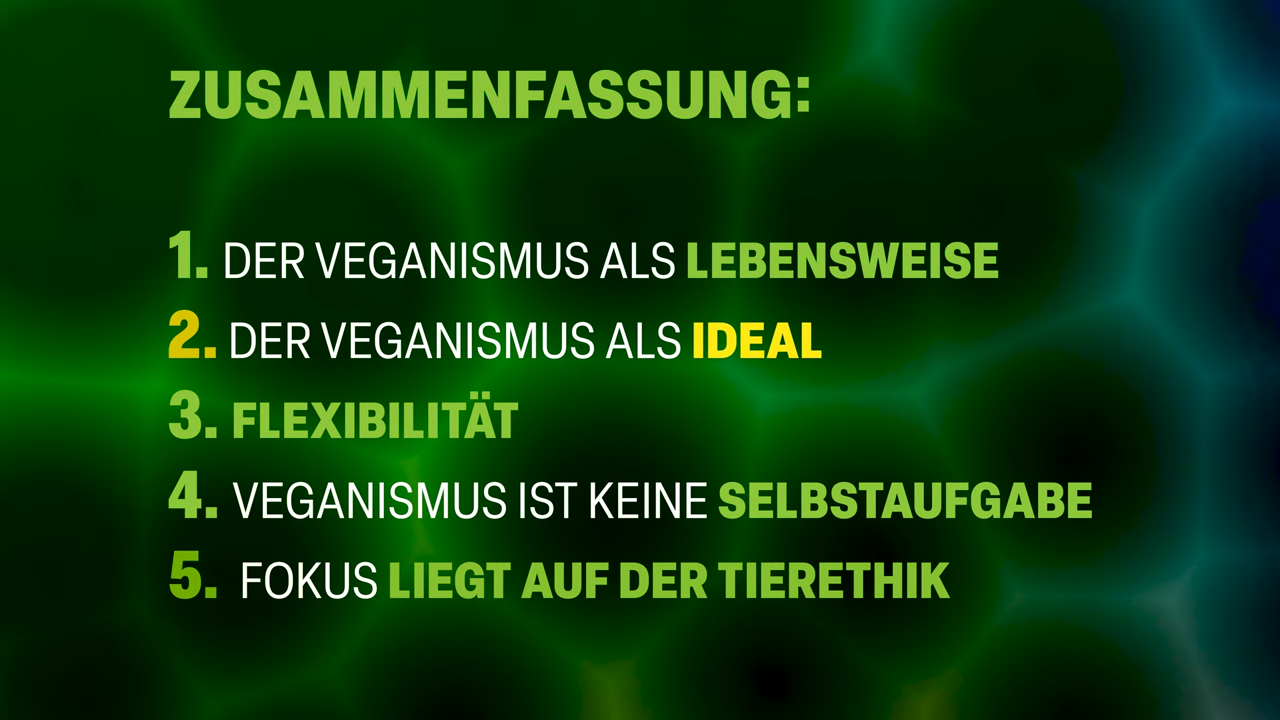 ZUSAMMENFASSUNG:
1. DER VEGANISMUS ALS LEBENSWEISE
2. DER VEGANISMUS ALS IDEAL
3. FLEXIBILITÄT
4. VEGANISMUS IST KEINE SELBSTAUFGABE
5. FOKUS LIEGT AUF DER TIERETHIK